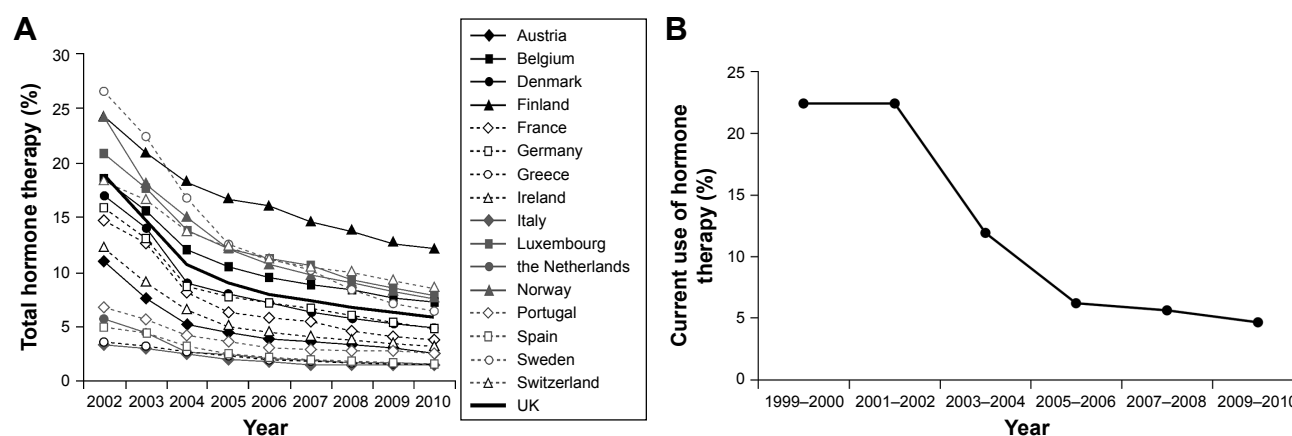 A
Total hormone therapy (%)
30
25
20
15
10
5
0
2002 2003 2004 2005 2006 2007 2008 2009 2010
Year
Austria
Belgium
Denmark
Finland
France
Germany
Greece
Ireland
Italy
Luxembourg
the Netherlands
Norway
Portugal
Spain
Sweden
Switzerland
UK
B
Current use of hormone
therapy (%)
25
20
15
10
5
0
1999–2000 2001–2002 2003–2004 2005–2006 2007–2008 2009–2010
Year